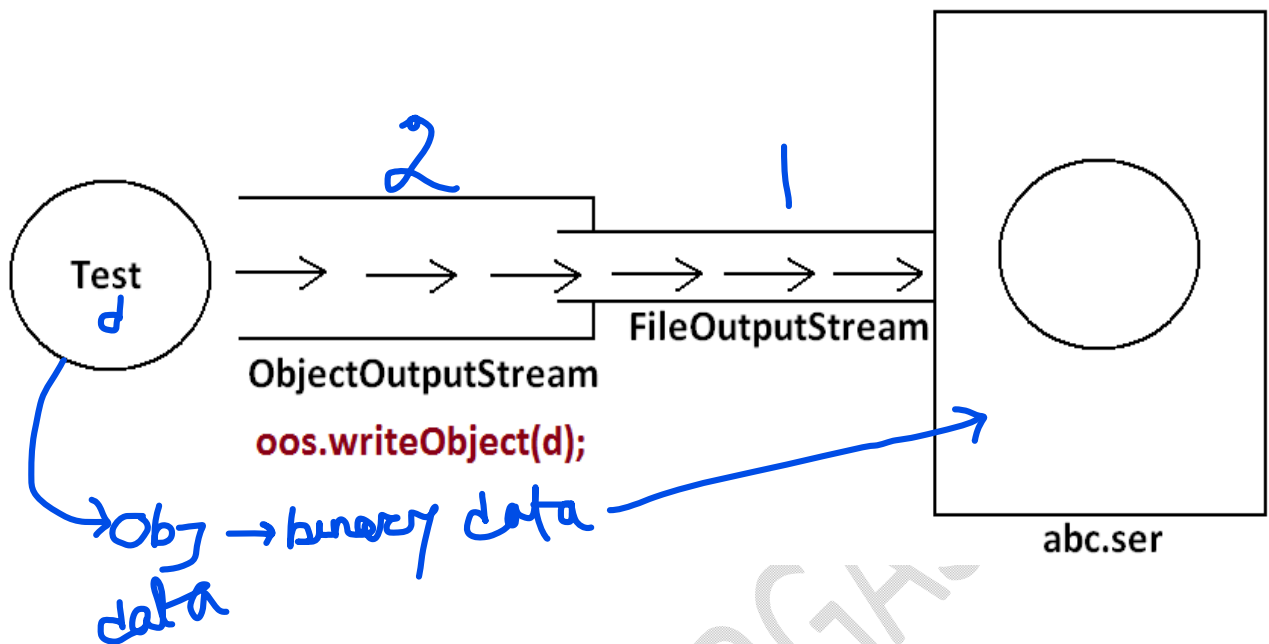 2
1
Test
d
FileOutputStream
ObjectOutputStream
oos.writeObject(d);
Obj → binary data
data
abc.ser